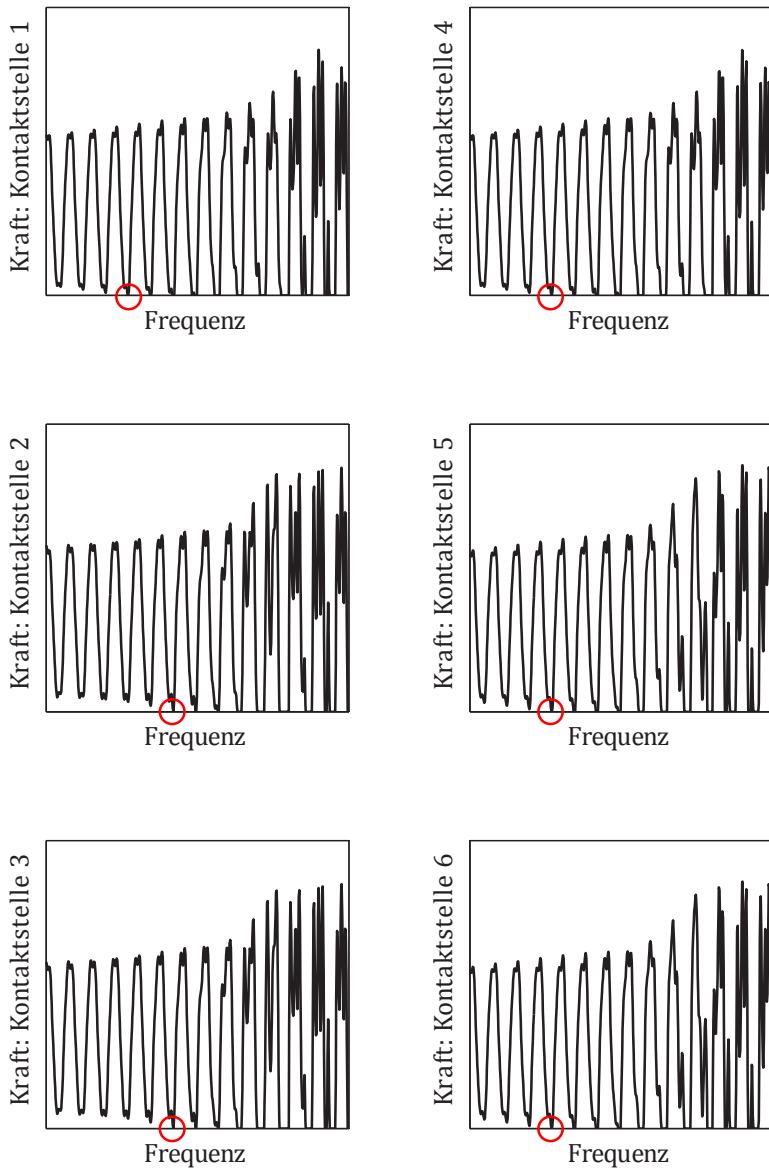 Kraft: Kontaktstelle 1
Frequenz
Kraft: Kontaktstelle 4
Frequenz
Kraft: Kontaktstelle 2
Frequenz
Kraft: Kontaktstelle 5
Frequenz
Kraft: Kontaktstelle 3
Frequenz
Kraft: Kontaktstelle 6
Frequenz